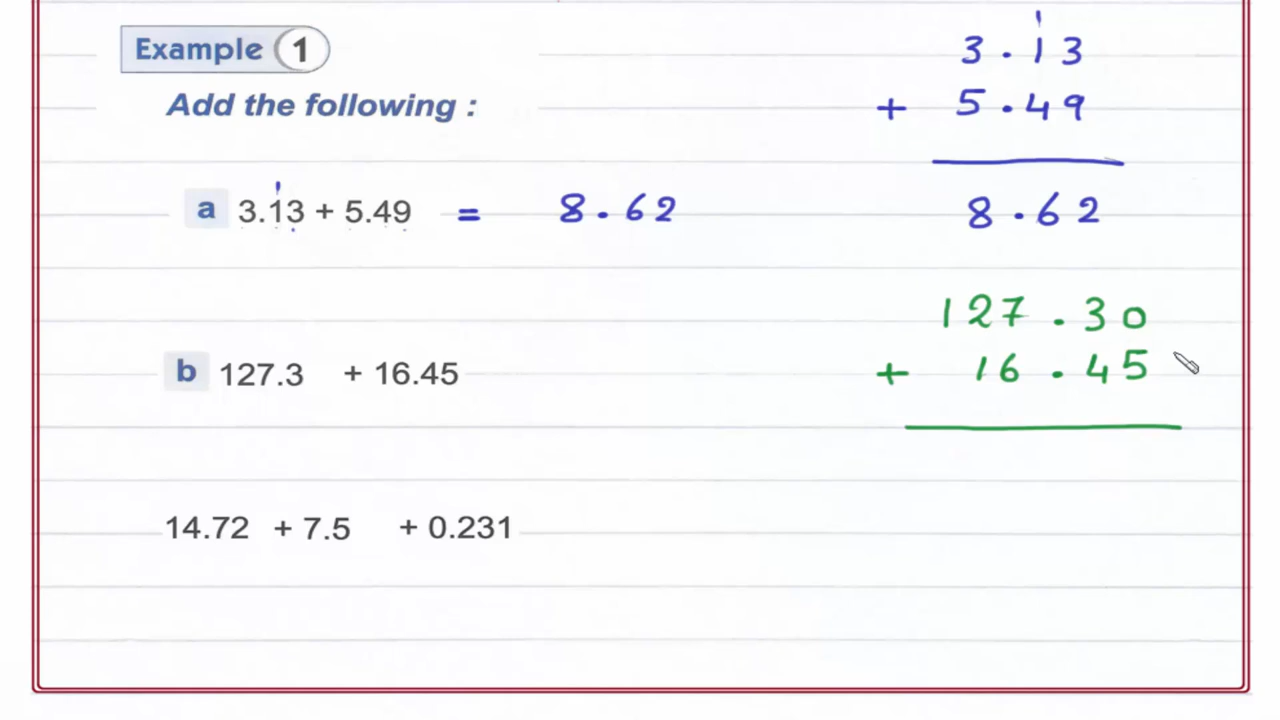 Example 1
Add the following :
a 3.13 + 5.49 = 8.62
b 127.3 + 16.45
14.72 + 7.5 + 0.231
1
3.13
+ 5.49
8.62
127.30
+ 16.45